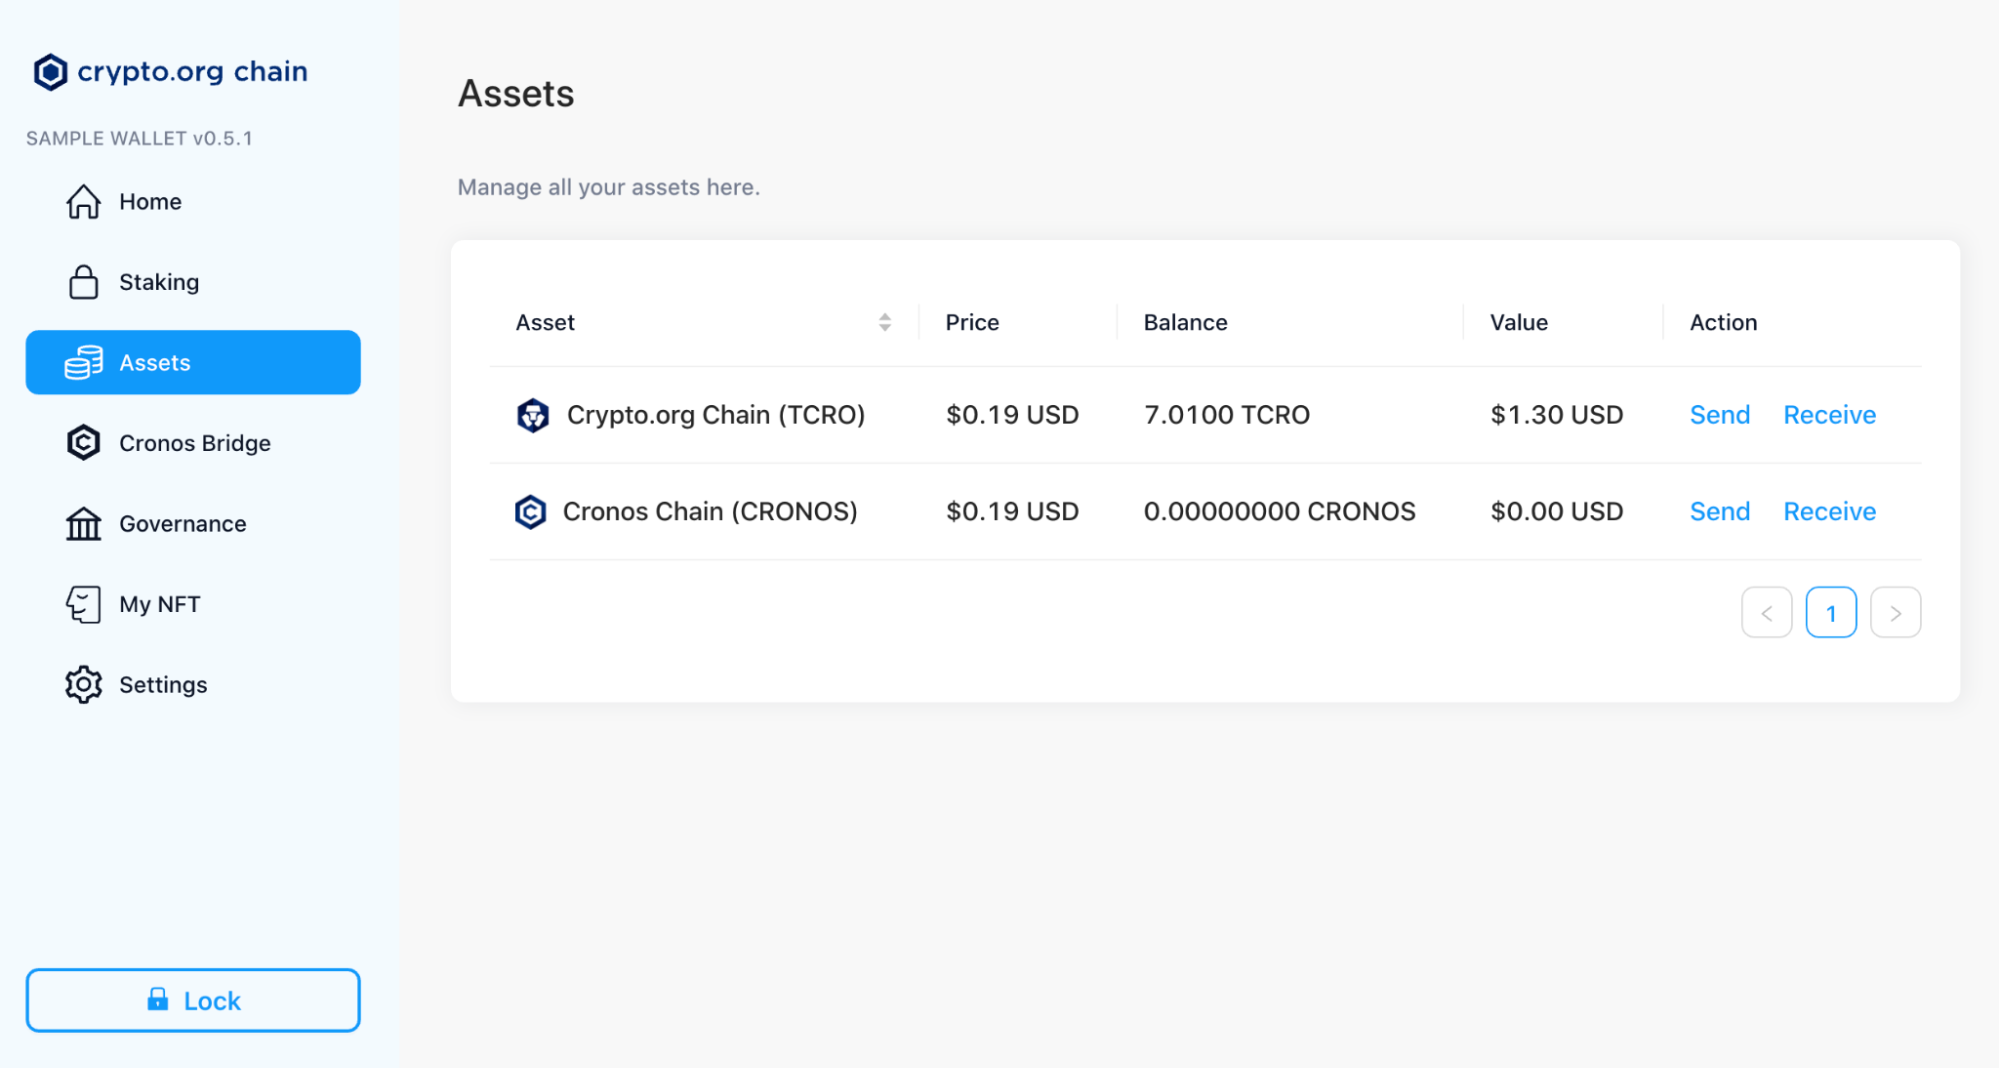 crypto.org chain
SAMPLE WALLET v0.5.1
Home
Staking
Assets
Cronos Bridge
Governance
My NFT
Settings
Lock
Assets
Manage all your assets here.
Asset Price Balance Value Action
Crypto.org Chain (TCRO) $0.19 USD 7.0100 TCRO $1.30 USD Send Receive
Cronos Chain (CRONOS) $0.19 USD 0.00000000 CRONOS $0.00 USD Send Receive
< 1 >